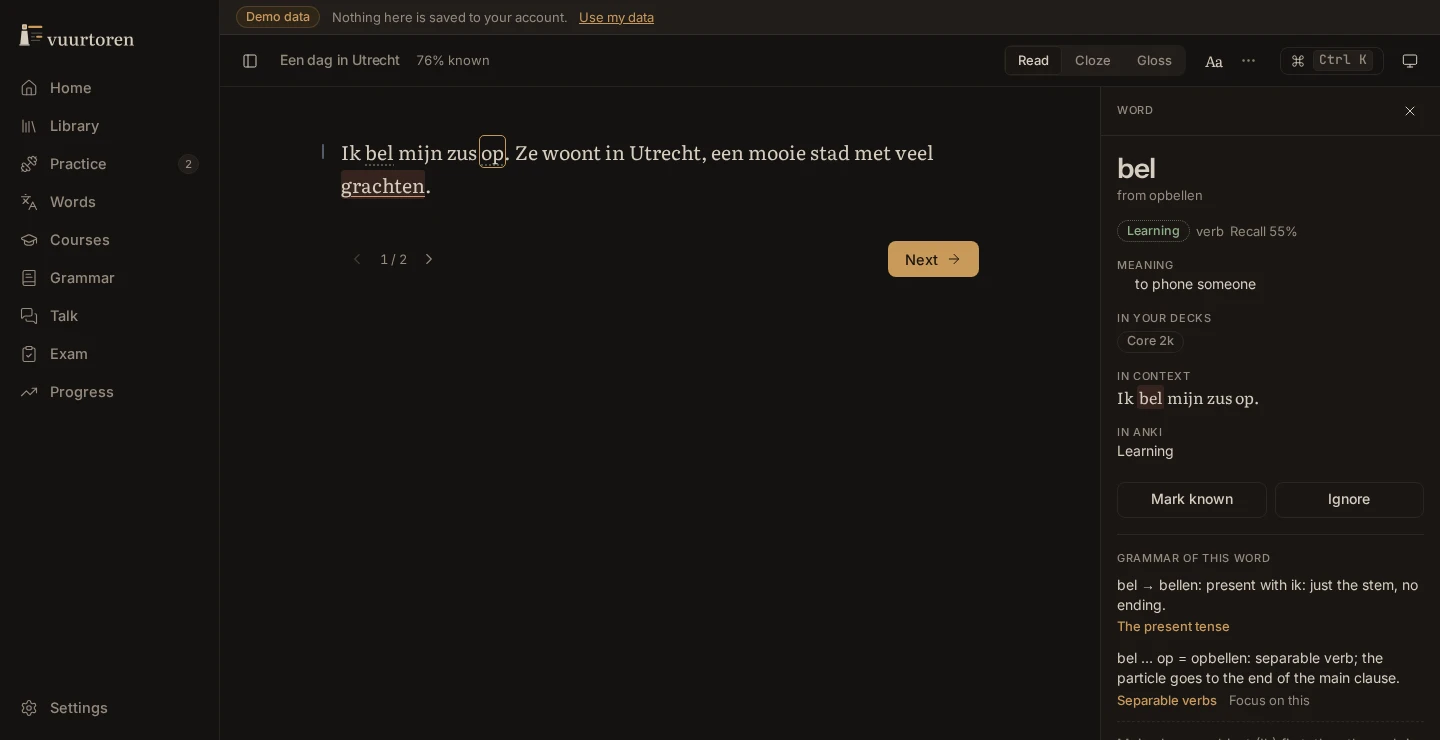 vuurtoren
Home
Library
Practice 2
Words
Courses
Grammar
Talk
Exam
Progress
Settings
Demo data Nothing here is saved to your account. Use my data
Een dag in Utrecht 76% known Read Cloze Gloss Aa ⌘ Ctrl K
Ik bel mijn zus op. Ze woont in Utrecht, een mooie stad met veel
grachten.
1 / 2 Next
WORD
bel
from opbellen
Learning verb Recall 55%
MEANING
to phone someone
IN YOUR DECKS
Core 2k
IN CONTEXT
Ik bel mijn zus op.
IN ANKI
Learning
Mark known Ignore
GRAMMAR OF THIS WORD
bel → bellen: present with ik: just the stem, no
ending.
The present tense
bel … op = opbellen: separable verb; the
particle goes to the end of the main clause.
Separable verbs Focus on this